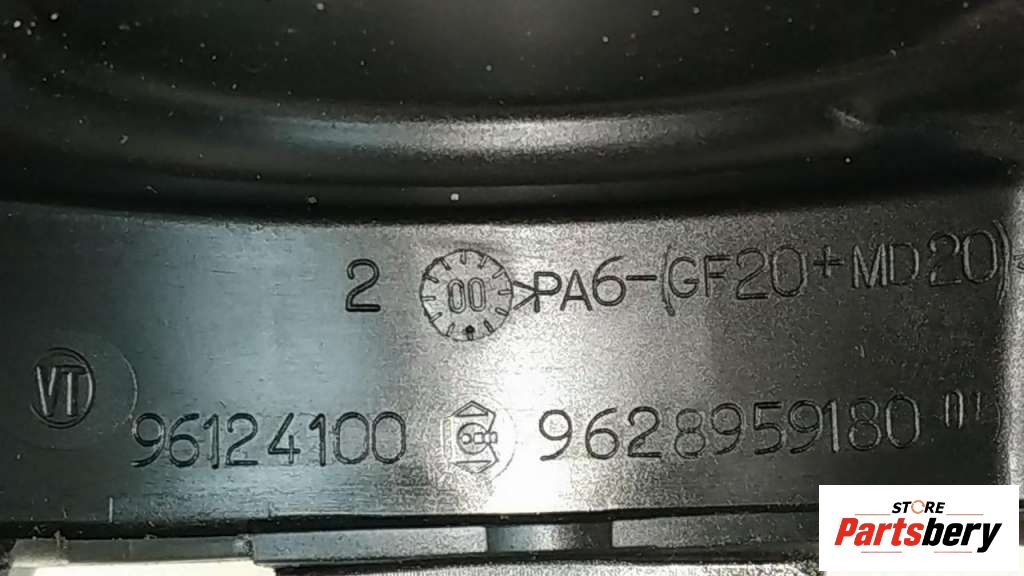 2 00 >PA6-(GF20+MD20)
VT
96124100 9628959180
STORE
Partsbery